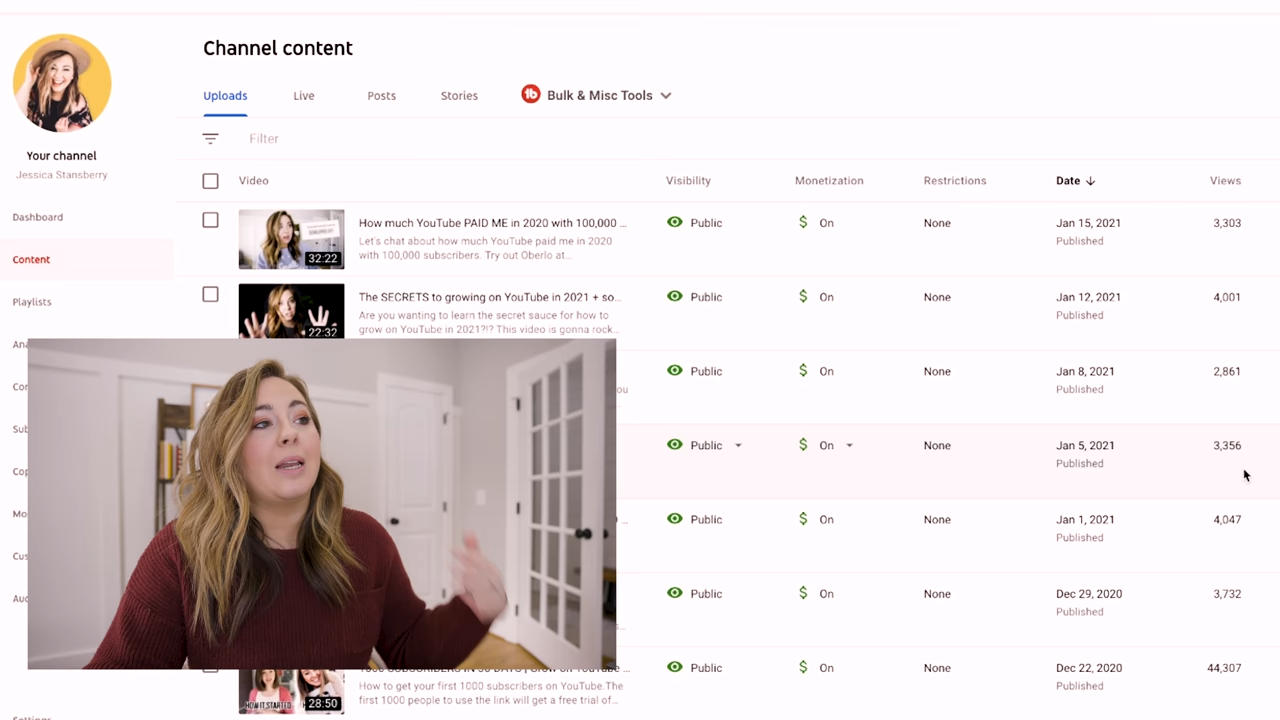 Channel content
Uploads Live Posts Stories Bulk & Misc Tools
Filter
Your channel
Jessica Stansberry
Dashboard
Content
Playlists
Video Visibility Monetization Restrictions Date Views
How much YouTube PAID ME in 2020 with 100,000 ... Public On None Jan 15, 2021 3,303
Let's chat about how much YouTube paid me in 2020 Published
with 100,000 subscribers. Try out Oberlo at...
32:22
The SECRETS to growing on YouTube in 2021 + so... Public On None Jan 12, 2021 4,001
Are you wanting to learn the secret sauce for how to Published
grow on YouTube in 2021?!? This video is gonna rock...
22:32
Public On None Jan 8, 2021 2,861
Published
Public On None Jan 5, 2021 3,356
Published
Public On None Jan 1, 2021 4,047
Published
Public On None Dec 29, 2020 3,732
Published
Public On None Dec 22, 2020 44,307
How to get your first 1000 subscribers on YouTube.The Published
first 1000 people to use the link will get a free trial of...
HOW IT STARTED 28:50